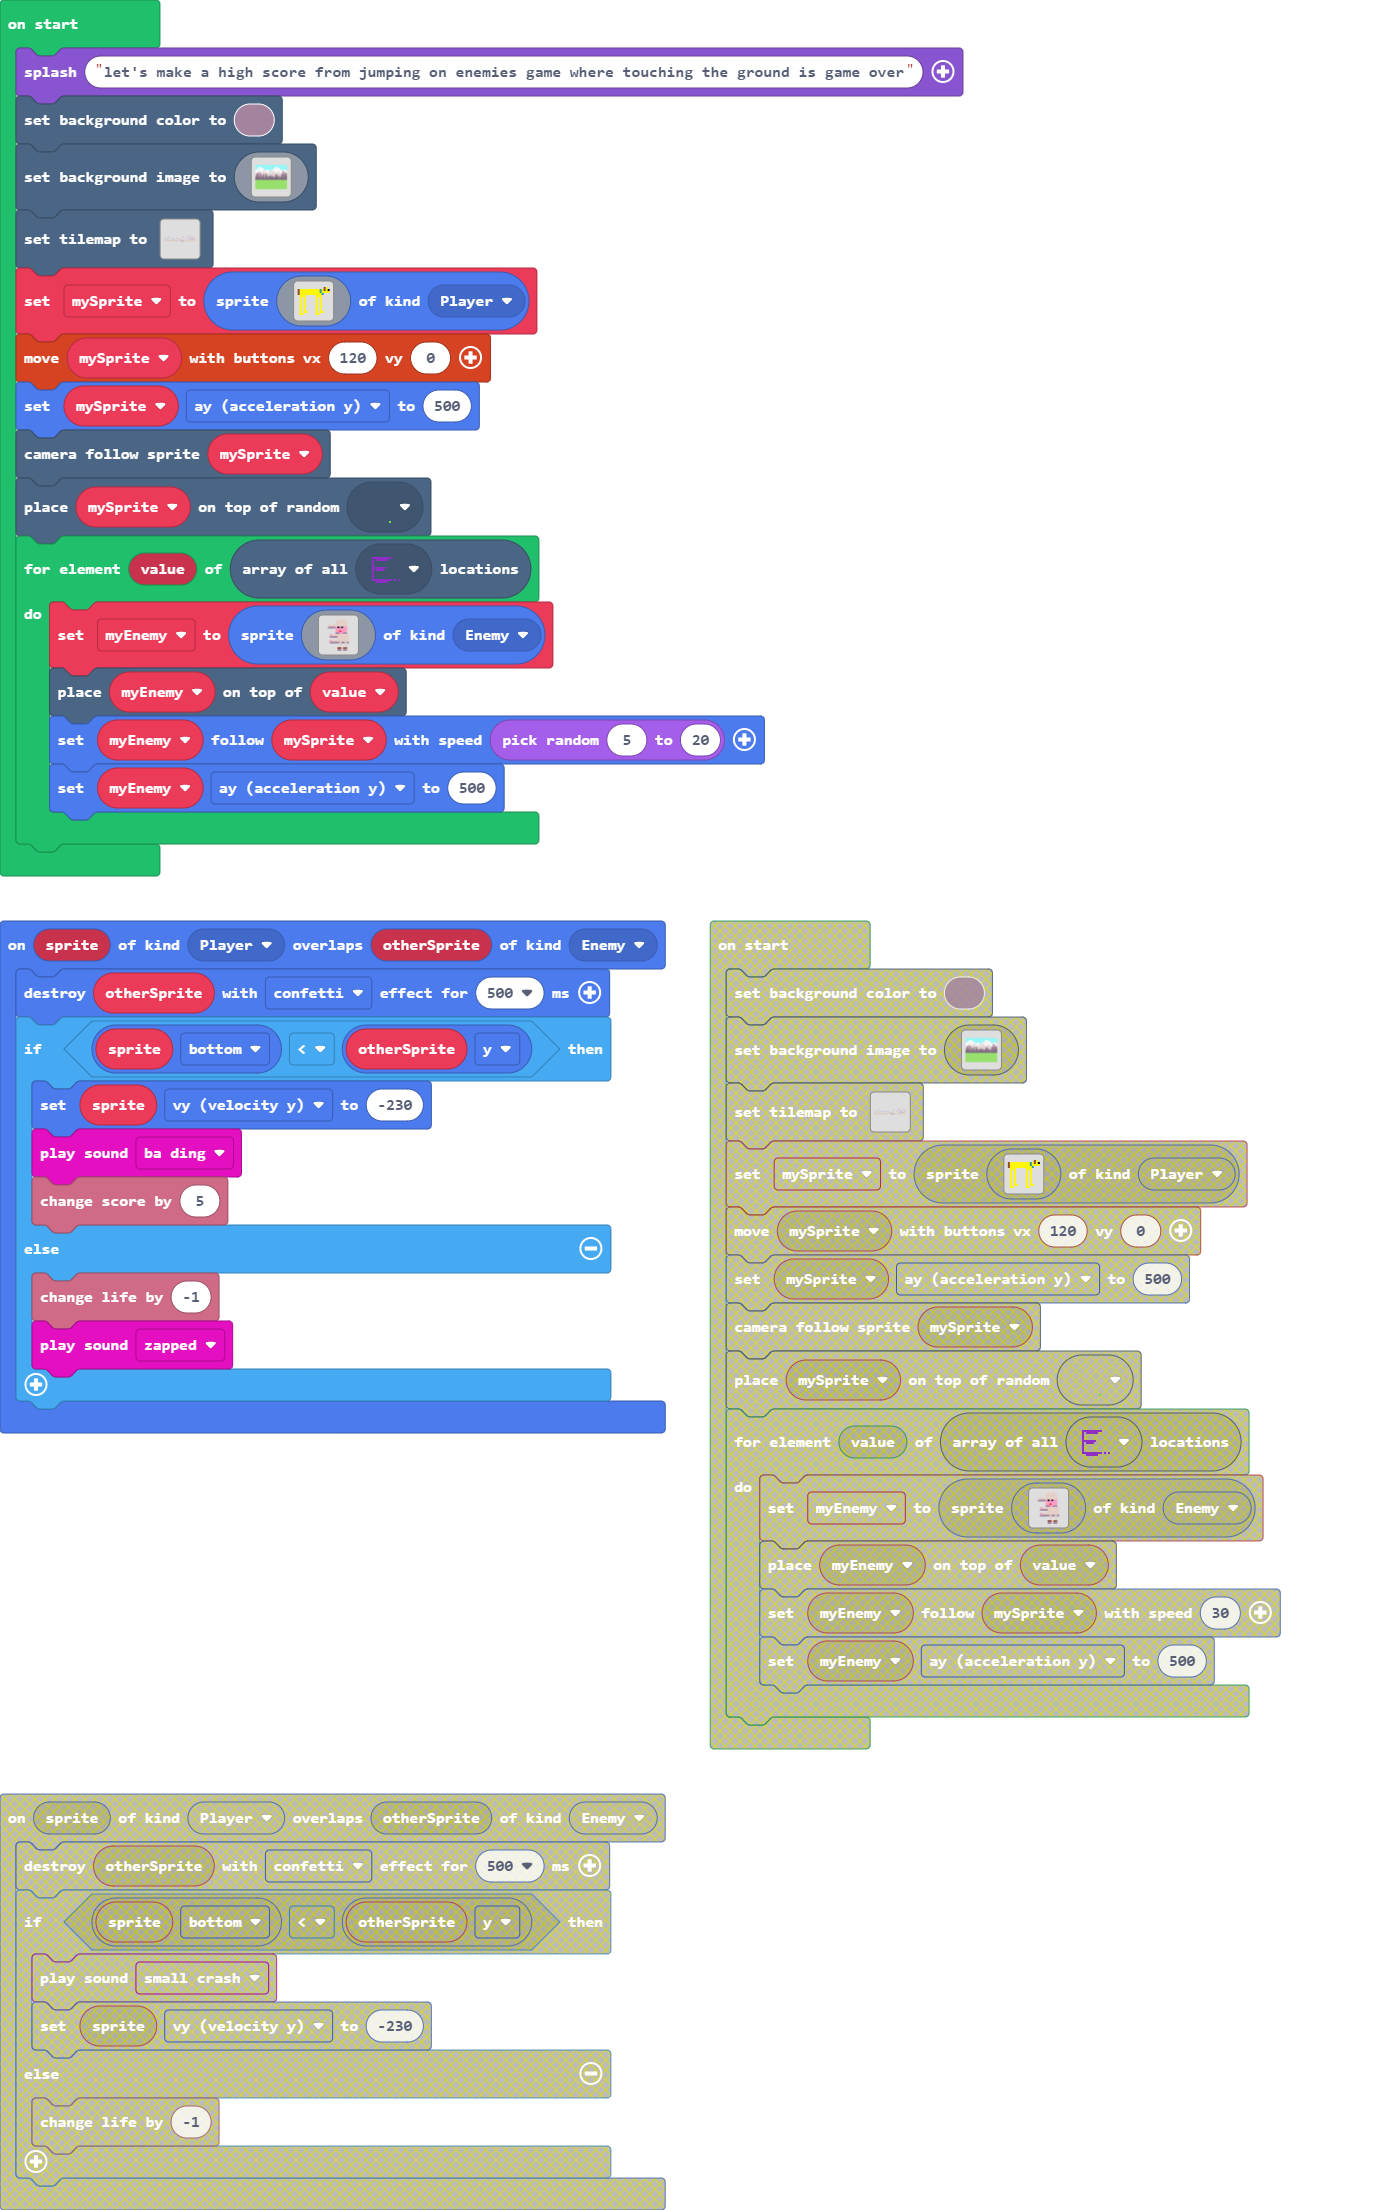 on start
splash "let's make a high score from jumping on enemies game where touching the ground is game over"
set background color to
set background image to
set tilemap to
set mySprite to sprite of kind Player
move mySprite with buttons vx 120 vy 0
set mySprite ay (acceleration y) to 500
camera follow sprite mySprite
place mySprite on top of random
for element value of array of all E locations
do
set myEnemy to sprite of kind Enemy
place myEnemy on top of value
set myEnemy follow mySprite with speed pick random 5 to 20
set myEnemy ay (acceleration y) to 500
on sprite of kind Player overlaps otherSprite of kind Enemy
destroy otherSprite with confetti effect for 500 ms
if sprite bottom < otherSprite y then
set sprite vy (velocity y) to -230
play sound ba ding
change score by 5
else
change life by -1
play sound zapped
on start
set background color to
set background image to
set tilemap to
set mySprite to sprite of kind Player
move mySprite with buttons vx 120 vy 0
set mySprite ay (acceleration y) to 500
camera follow sprite mySprite
place mySprite on top of random
for element value of array of all E locations
do
set myEnemy to sprite of kind Enemy
place myEnemy on top of value
set myEnemy follow mySprite with speed 30
set myEnemy ay (acceleration y) to 500
on sprite of kind Player overlaps otherSprite of kind Enemy
destroy otherSprite with confetti effect for 500 ms
if sprite bottom < otherSprite y then
play sound small crash
set sprite vy (velocity y) to -230
else
change life by -1